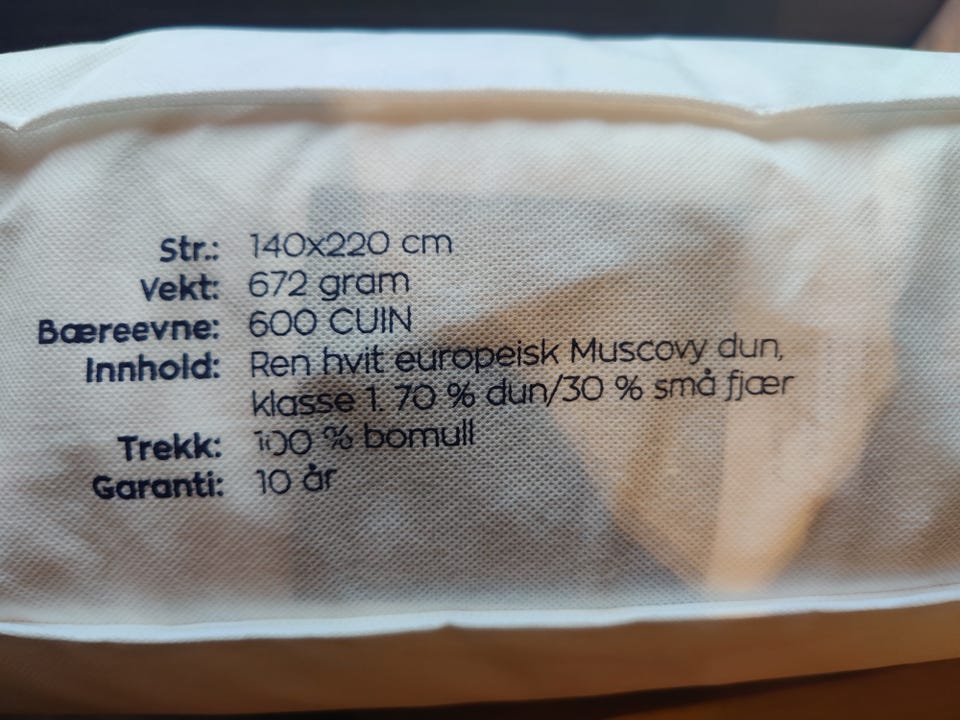 Str.: 140x220 cm
Vekt: 672 gram
Bæreevne: 600 CUIN
Innhold: Ren hvit europeisk Muscovy dun,
klasse 1. 70 % dun/30 % små fjær
Trekk: 100 % bomull
Garanti: 10 år